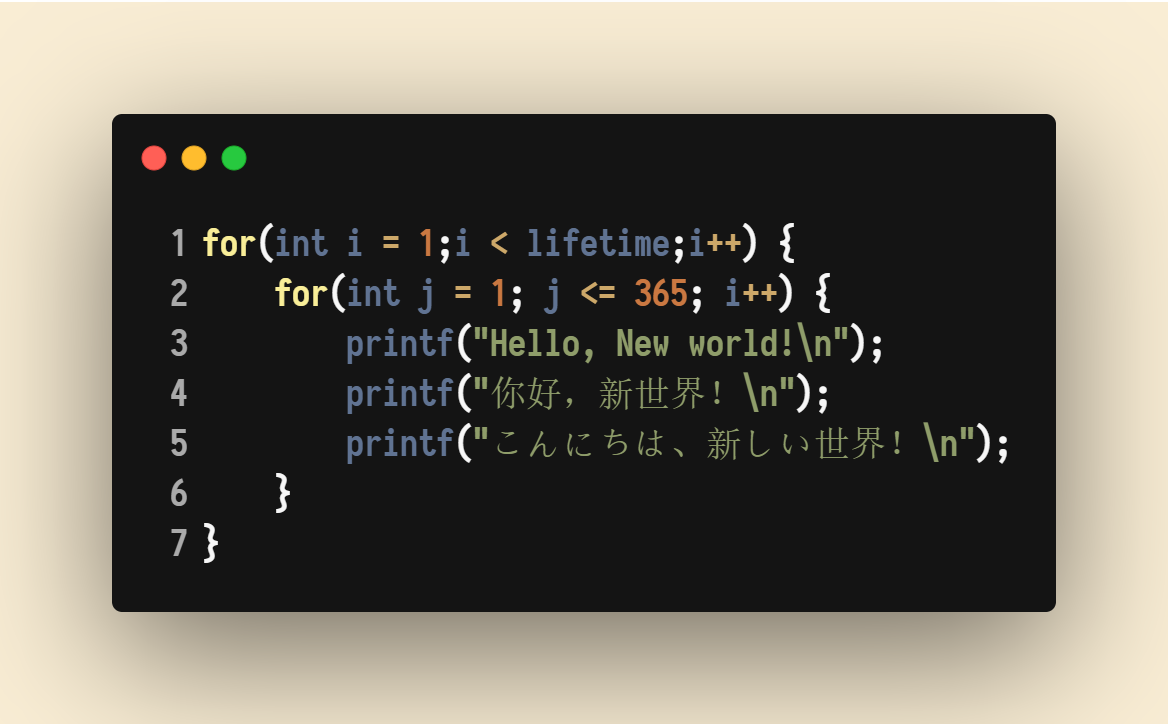 1 for(int i = 1;i < lifetime;i++) {
2     for(int j = 1; j <= 365; i++) {
3         printf("Hello, New world!\n");
4         printf("你好，新世界！\n");
5         printf("こんにちは、新しい世界！\n");
6     }
7 }